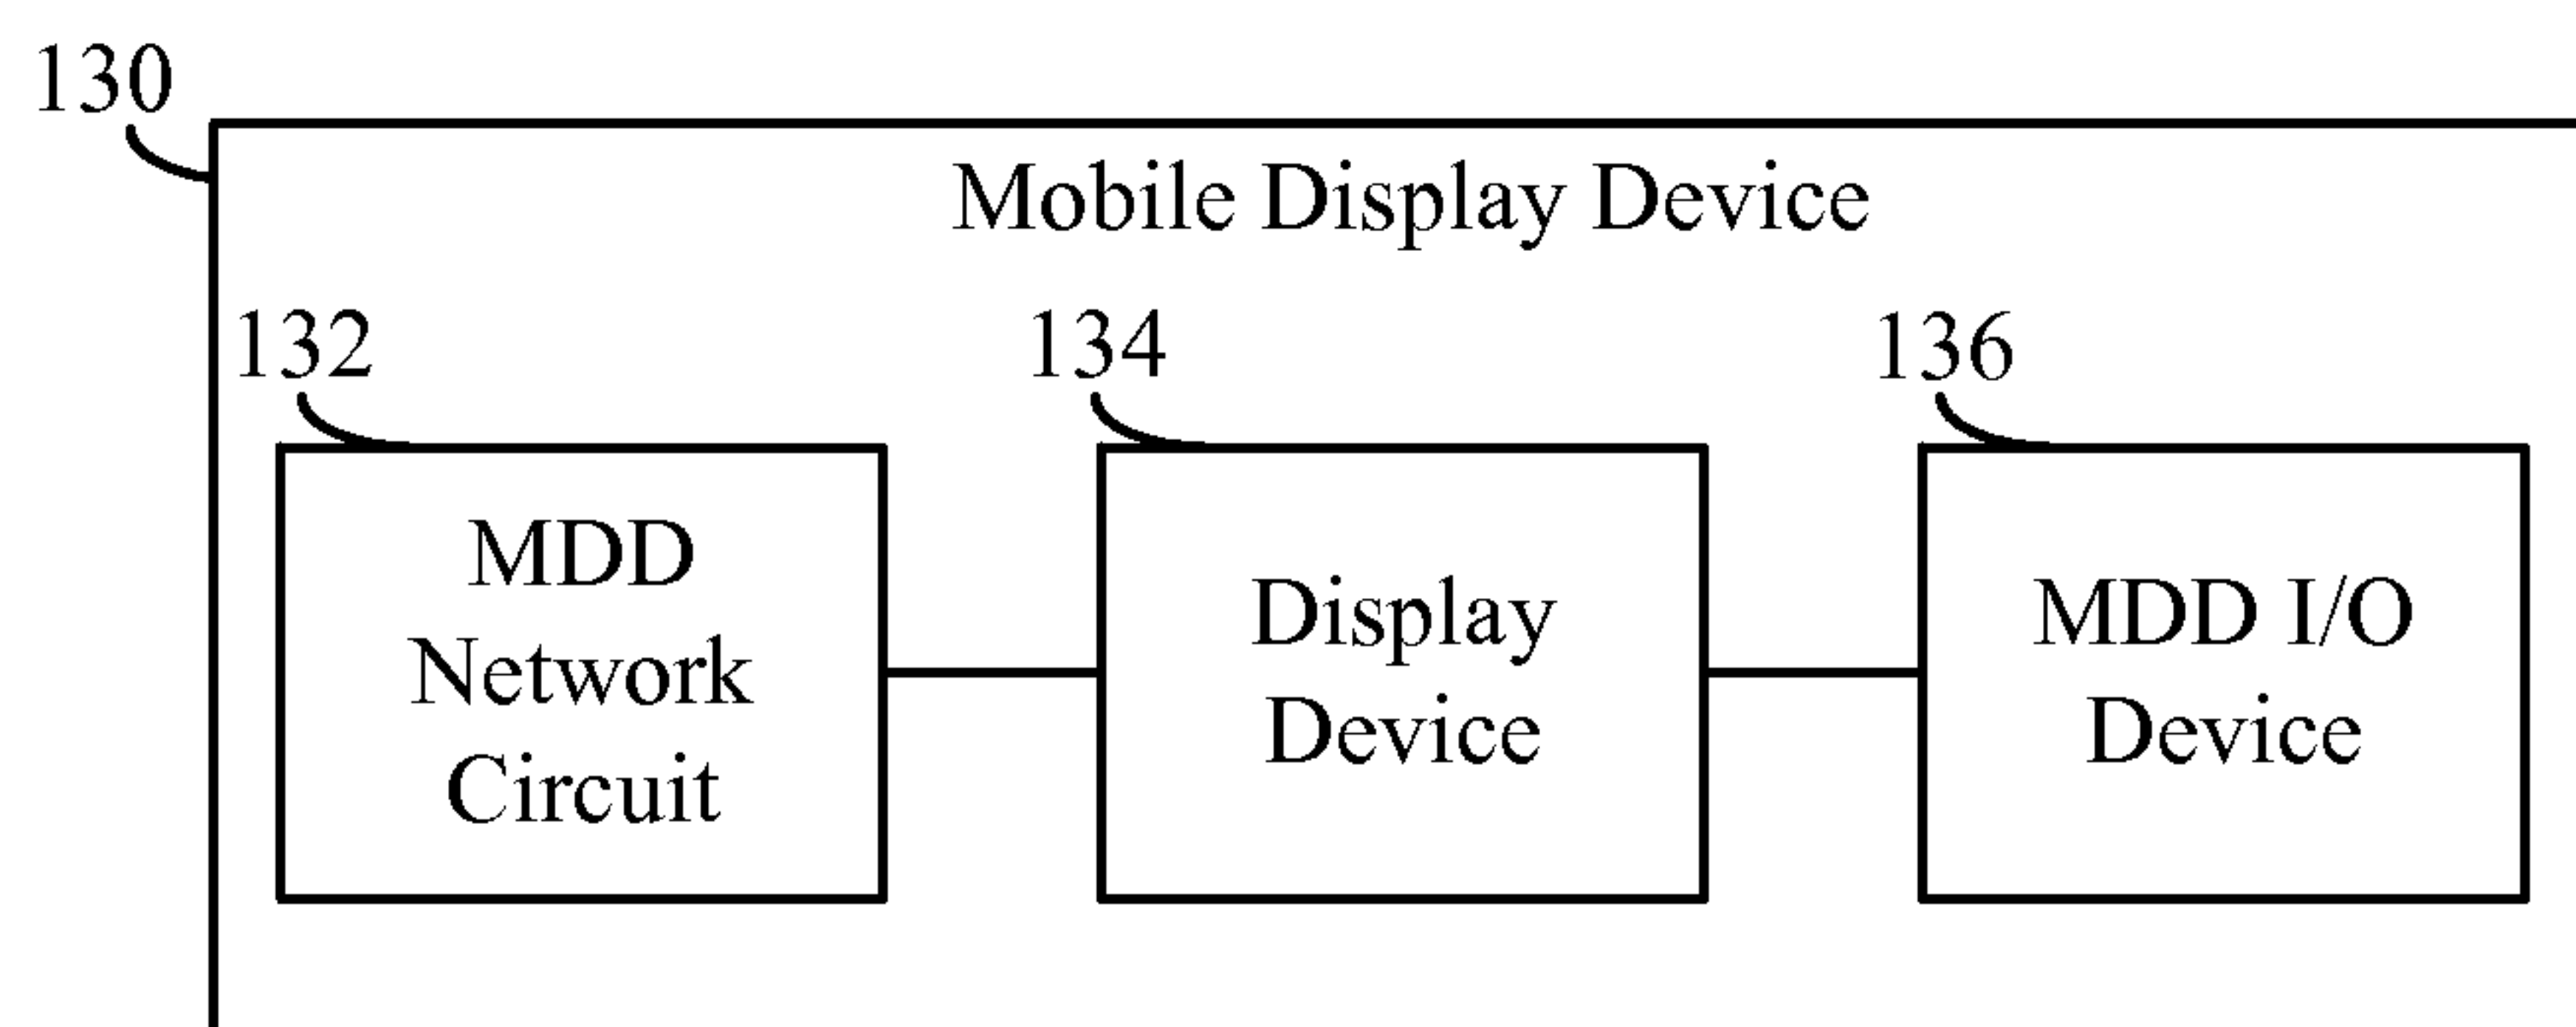 130
Mobile Display Device
132
134
136
MDD
Network
Circuit
Display
Device
MDD I/O
Device